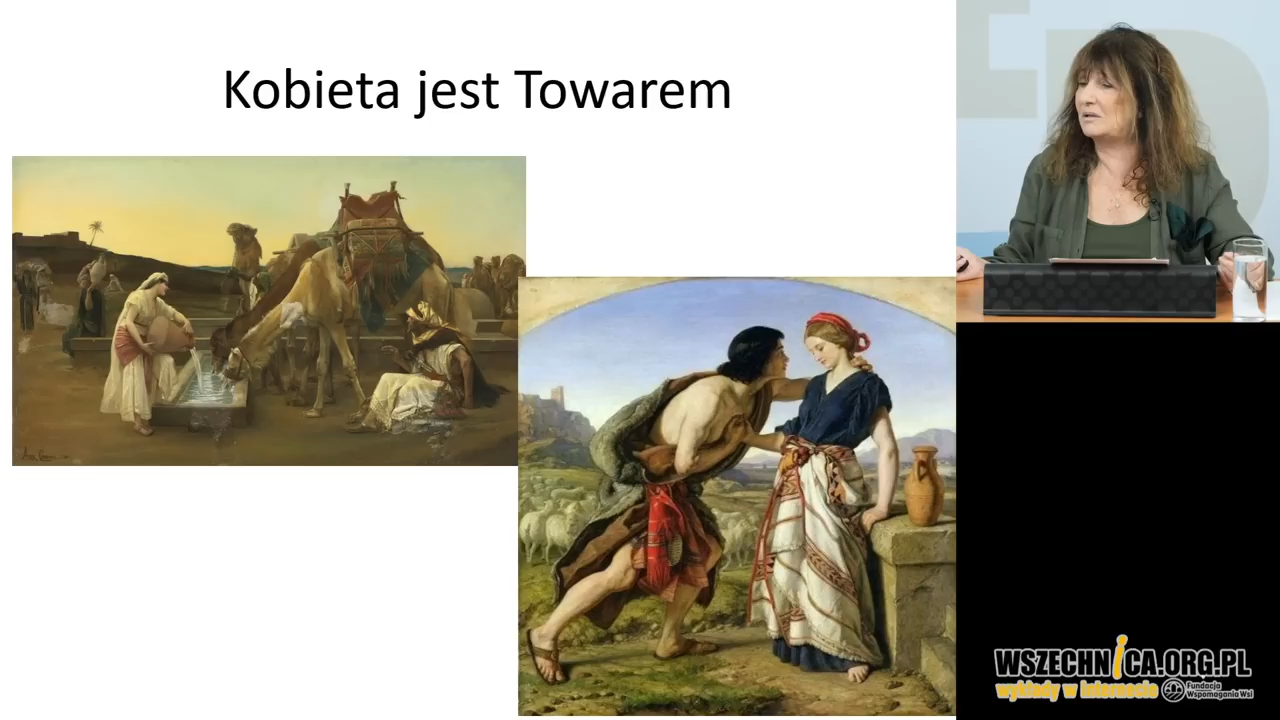 Kobieta jest Towarem
WSZECHNiCA.ORG.PL
wykłady w internecie
Fundacja
Wspomagania Wsi